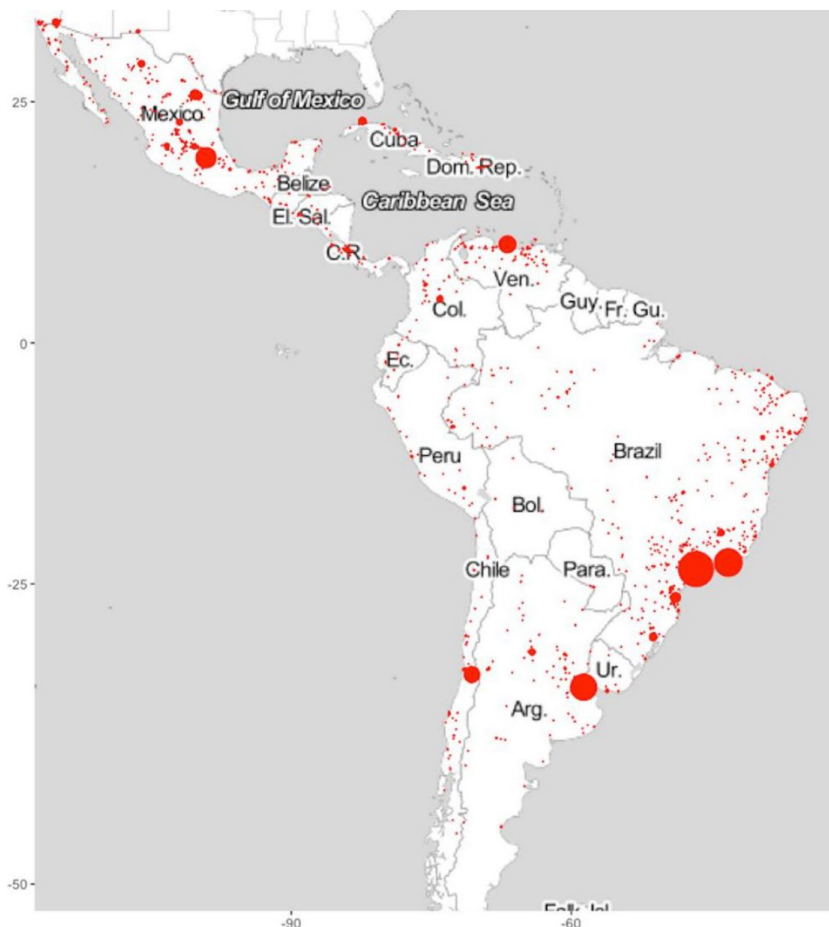 25
Gulf of Mexico
Mexico
Cuba
Dom. Rep.
Belize
Caribbean Sea
El. Sal.
C.R.
Ven.
Guy.
Fr. Gu.
Col.
0
Ec.
Peru
Brazil
Bol.
Chile
Para.
-25
Ur.
Arg.
-50
-90
-60